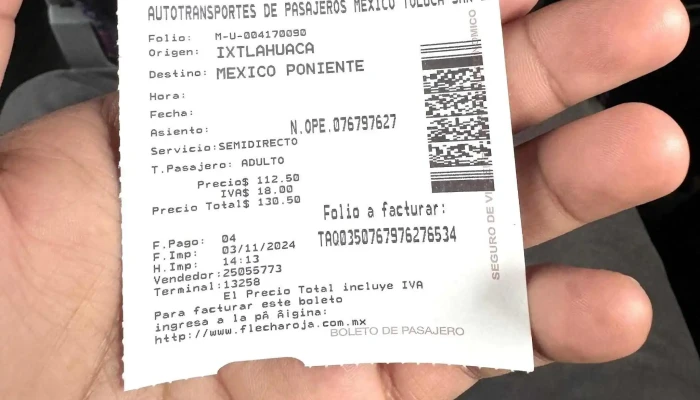 AUTOTRANSPORTES DE PASAJEROS MEXICO TOLUCA
Folio: M-U-004170090
Origen: IXTLAHUACA
Destino: MEXICO PONIENTE
Hora:
Fecha:
Asiento:
N.OPE.076797627
Servicio:SEMIDIRECTO
T.Pasajero: ADULTO
Precio$ 112.50
IVA$ 18.00
Precio Total$ 130.50
Folio a facturar:
TAQ0350767976276534
F.Pago: 04
F.Imp: 03/11/2024
H.Imp: 14:13
Vendedor:25055773
Terminal:13258
El Precio Total incluye IVA
Para facturar este boleto
ingresa a la pÃ Ãigina:
http://www.flecharoja.com.mx
BOLETO DE PASAJERO
SEGURO DE